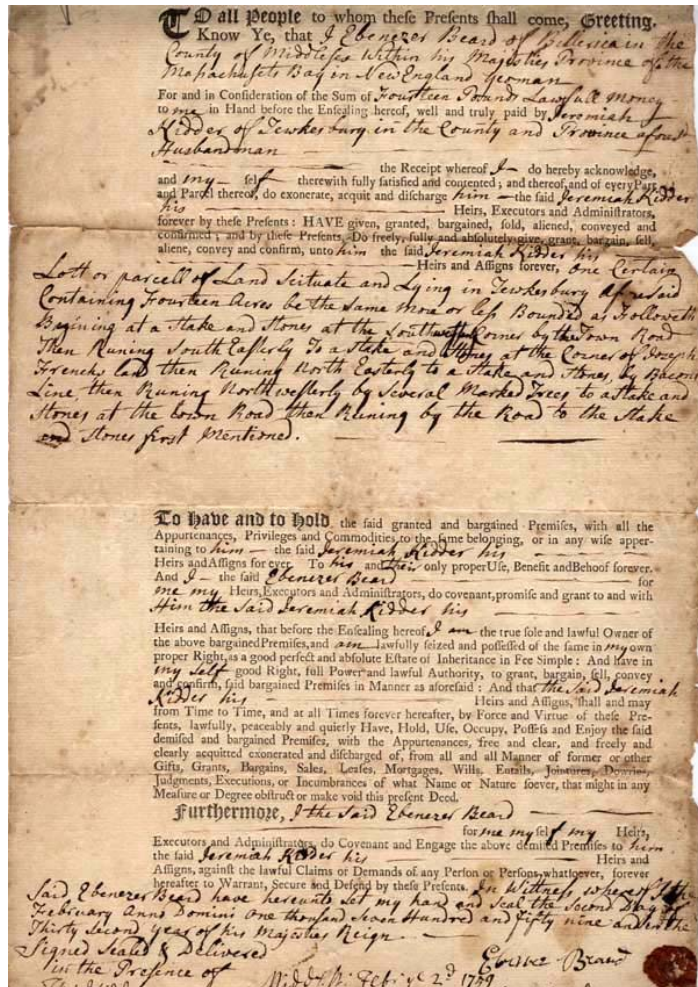 TO all People to whom these Presents shall come, Greeting.
Know Ye, that I Ebenezer Beard of Billerica in the
County of Middlesex Within his Majesties Province of the
Massachusets Bay in New England yeoman
For and in Consideration of the Sum of Fourteen Pounds Lawfull money
to me in Hand before the Ensealing hereof, well and truly paid by Jeremiah
Kidder of Tewkesbury in the County and Province afores.d
Husbandman
the Receipt whereof I do hereby acknowledge,
and my self therewith fully satisfied and contented; and thereof, and of every Part
and Parcel thereof, do exonerate, acquit and discharge him the said Jeremiah Kidder
his Heirs, Executors and Administrators,
forever by these Presents: HAVE given, granted, bargained, sold, aliened, conveyed and
confirmed; and by these Presents, Do freely, fully and absolutely give, grant, bargain, sell,
aliene, convey and confirm, unto him the said Jeremiah Kidder his
Heirs and Assigns forever, One Certain
Lott or parcell of Land Scituate and Lying in Tewkesbury Aforesaid
Containing Fourteen Acres be the same more or less Bounded as Followeth
Begining at a Stake and Stones at the Corner by the Town Road
Then Runing South Easterly To a Stake and Stones at the Corner of Joseph
Frenchs land then Runing North Easterly to a Stake and Stones, by Bacons
Line, then Runing Northwesterly by Several Marked Trees to a Stake and
Stones at the town Road then Runing by the Road to the Stake
and Stones first Mentioned.
To Have and to Hold the said granted and bargained Premises, with all the
Appurtenances, Privileges and Commodities to the same belonging, or in any wise apper-
taining to him the said Jeremiah Kidder his
Heirs and Assigns for ever. To his and their only proper Use, Benefit and Behoof forever.
And I the said Ebenezer Beard for
me my Heirs, Executors and Administrators, do covenant, promise and grant to and with
Him the Said Jeremiah Kidder his
Heirs and Assigns, that before the Ensealing hereof I am the true sole and lawful Owner of
the above bargained Premises, and am lawfully seized and possessed of the same in my own
proper Right, as a good perfect and absolute Estate of Inheritance in Fee Simple: And have in
my self good Right, full Power and lawful Authority, to grant, bargain, sell, convey
and confirm, said bargained Premises in Manner as aforesaid: And that the Said Jeremiah
Kidder his Heirs and Assigns, shall and may
from Time to Time, and at all Times forever hereafter, by Force and Virtue of these Pre-
sents, lawfully, peaceably and quietly Have, Hold, Use, Occupy, Possess and Enjoy the said
demised and bargained Premises, with the Appurtenances, free and clear, and freely and
clearly acquitted exonerated and discharged of, from all and all Manner of former or other
Gifts, Grants, Bargains, Sales, Leases, Mortgages, Wills, Entails, Jointures, Dowries,
Judgments, Executions, or Incumbrances of what Name or Nature soever, that might in any
Measure or Degree obstruct or make void this present Deed.
Furthermore, I the Said Ebenezer Beard
for me my self my Heirs,
Executors and Administrators, do Covenant and Engage the above demised Premises to him
the said Jeremiah Kidder his Heirs and
Assigns, against the lawful Claims or Demands of any Person or Persons whatsoever, forever
hereafter to Warrant, Secure and Defend by these Presents. In Wittness whereof I the
Said Ebenezer Beard have hereunto Set my hand and Seal the Second Day of
February Anno Domini One thousand Seven Hundred and fifty nine and in the
Thirty Second year of his Majesties Reign.
Signed Sealed & Delivered
in the Presence of
Ebenezer Beard
Midd.x 2.d 1759